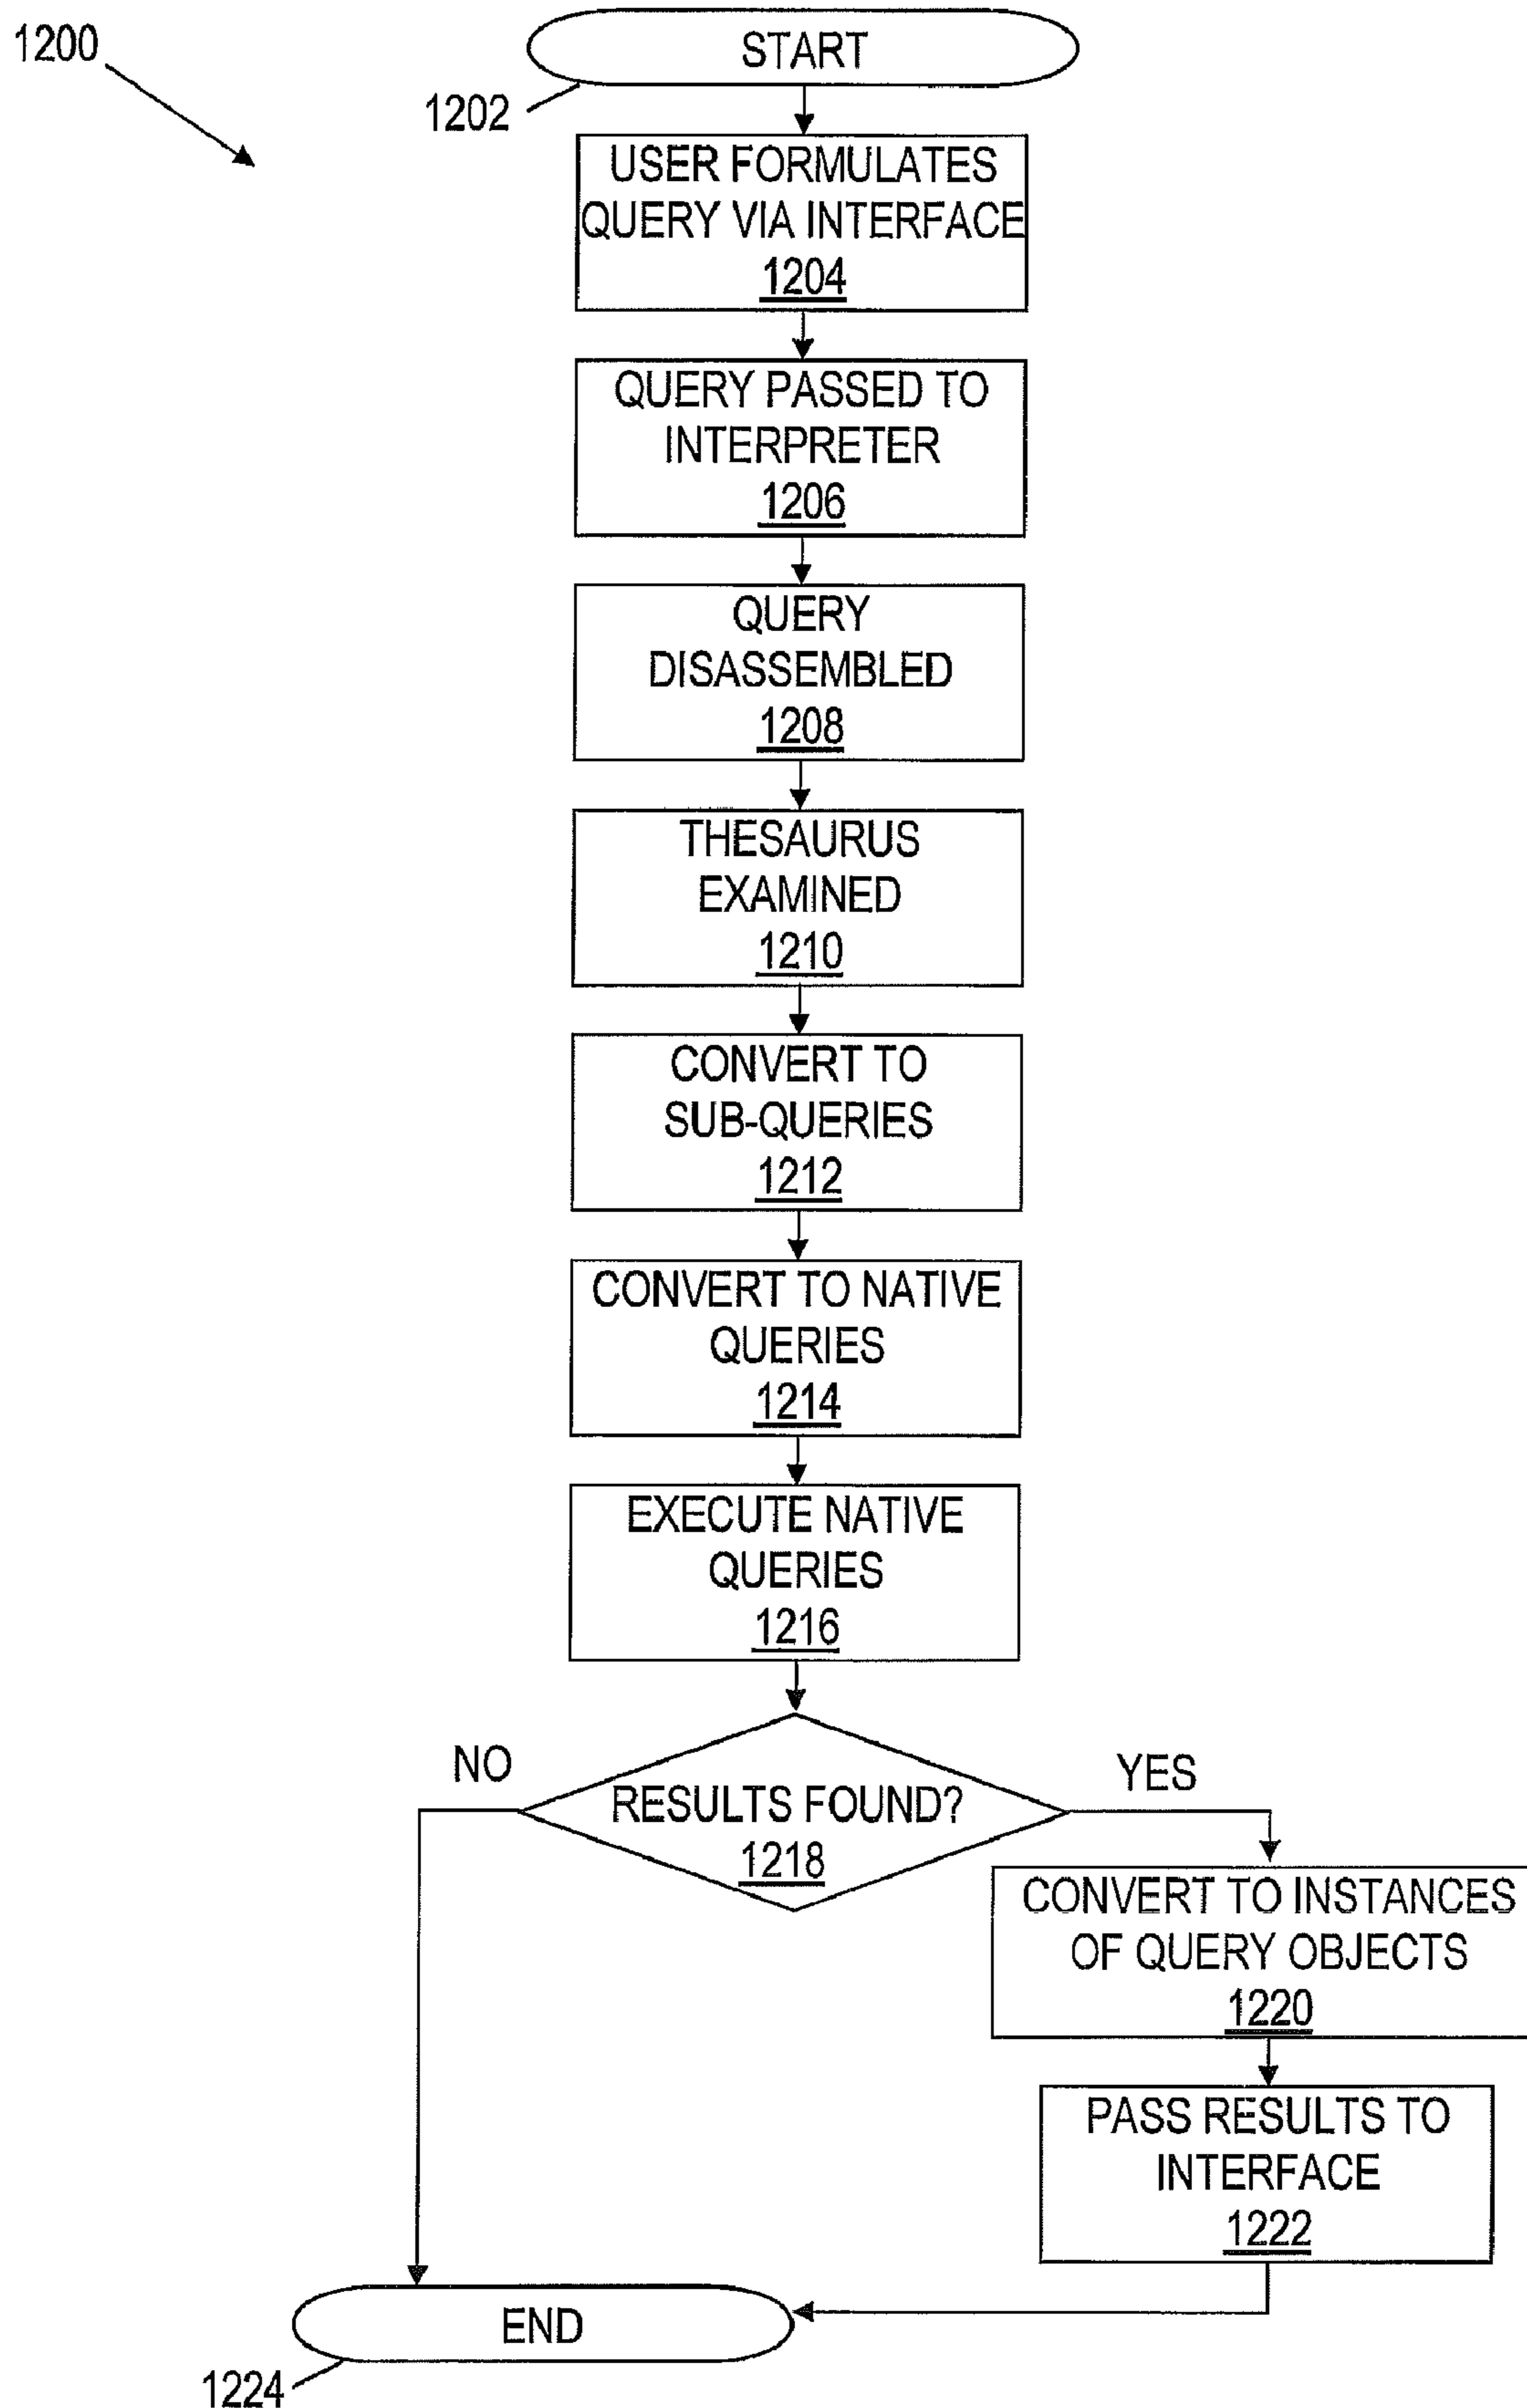 1200
START
1202
USER FORMULATES
QUERY VIA INTERFACE
1204
QUERY PASSED TO
INTERPRETER
1206
QUERY
DISASSEMBLED
1208
THESAURUS
EXAMINED
1210
CONVERT TO
SUB-QUERIES
1212
CONVERT TO NATIVE
QUERIES
1214
EXECUTE NATIVE
QUERIES
1216
NO
YES
RESULTS FOUND?
1218
CONVERT TO INSTANCES
OF QUERY OBJECTS
1220
PASS RESULTS TO
INTERFACE
1222
END
1224